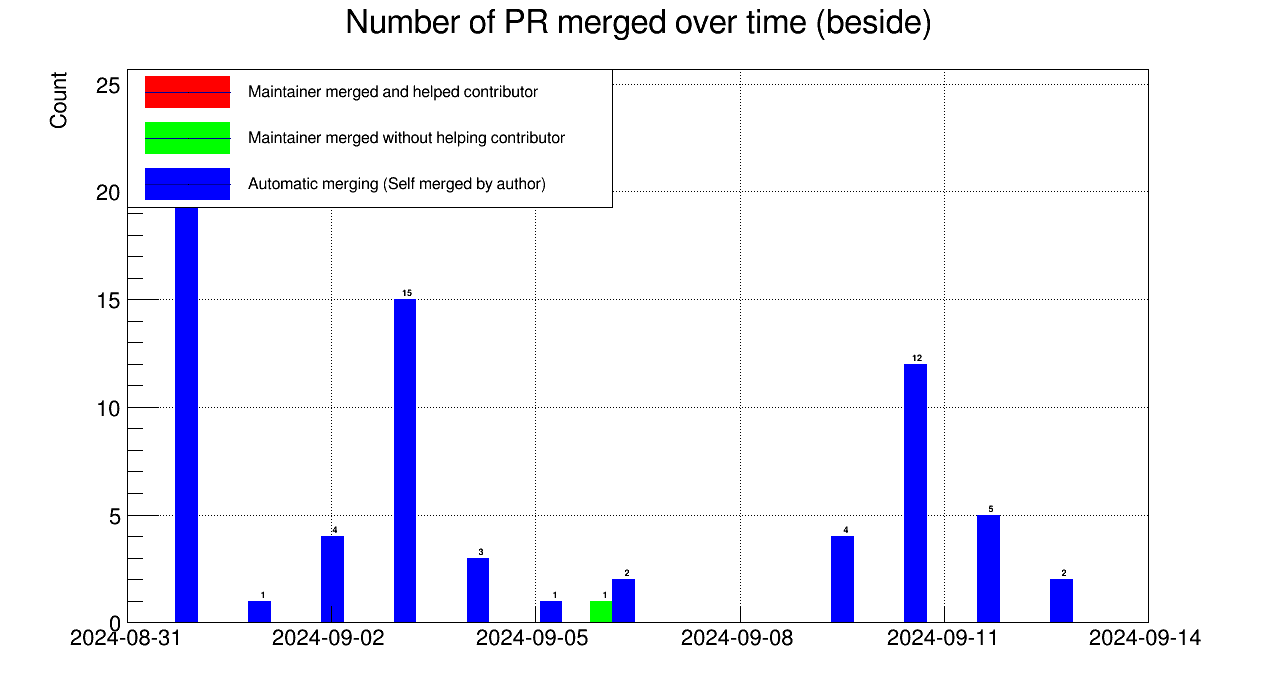 Number of PR merged over time (beside)
Count
25
Maintainer merged and helped contributor
Maintainer merged without helping contributor
Automatic merging (Self merged by author)
20
15
15
12
10
5
5
4
4
3
2
2
1
1
1
0
2024-08-31 2024-09-02 2024-09-05 2024-09-08 2024-09-11 2024-09-14